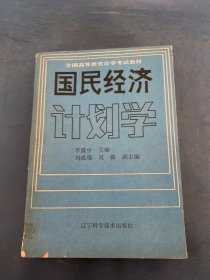 全国高等教育自学考试教材
国民经济
计划学
李震中 主编
刘成瑞 吴微 副主编
辽宁科学技术出版社